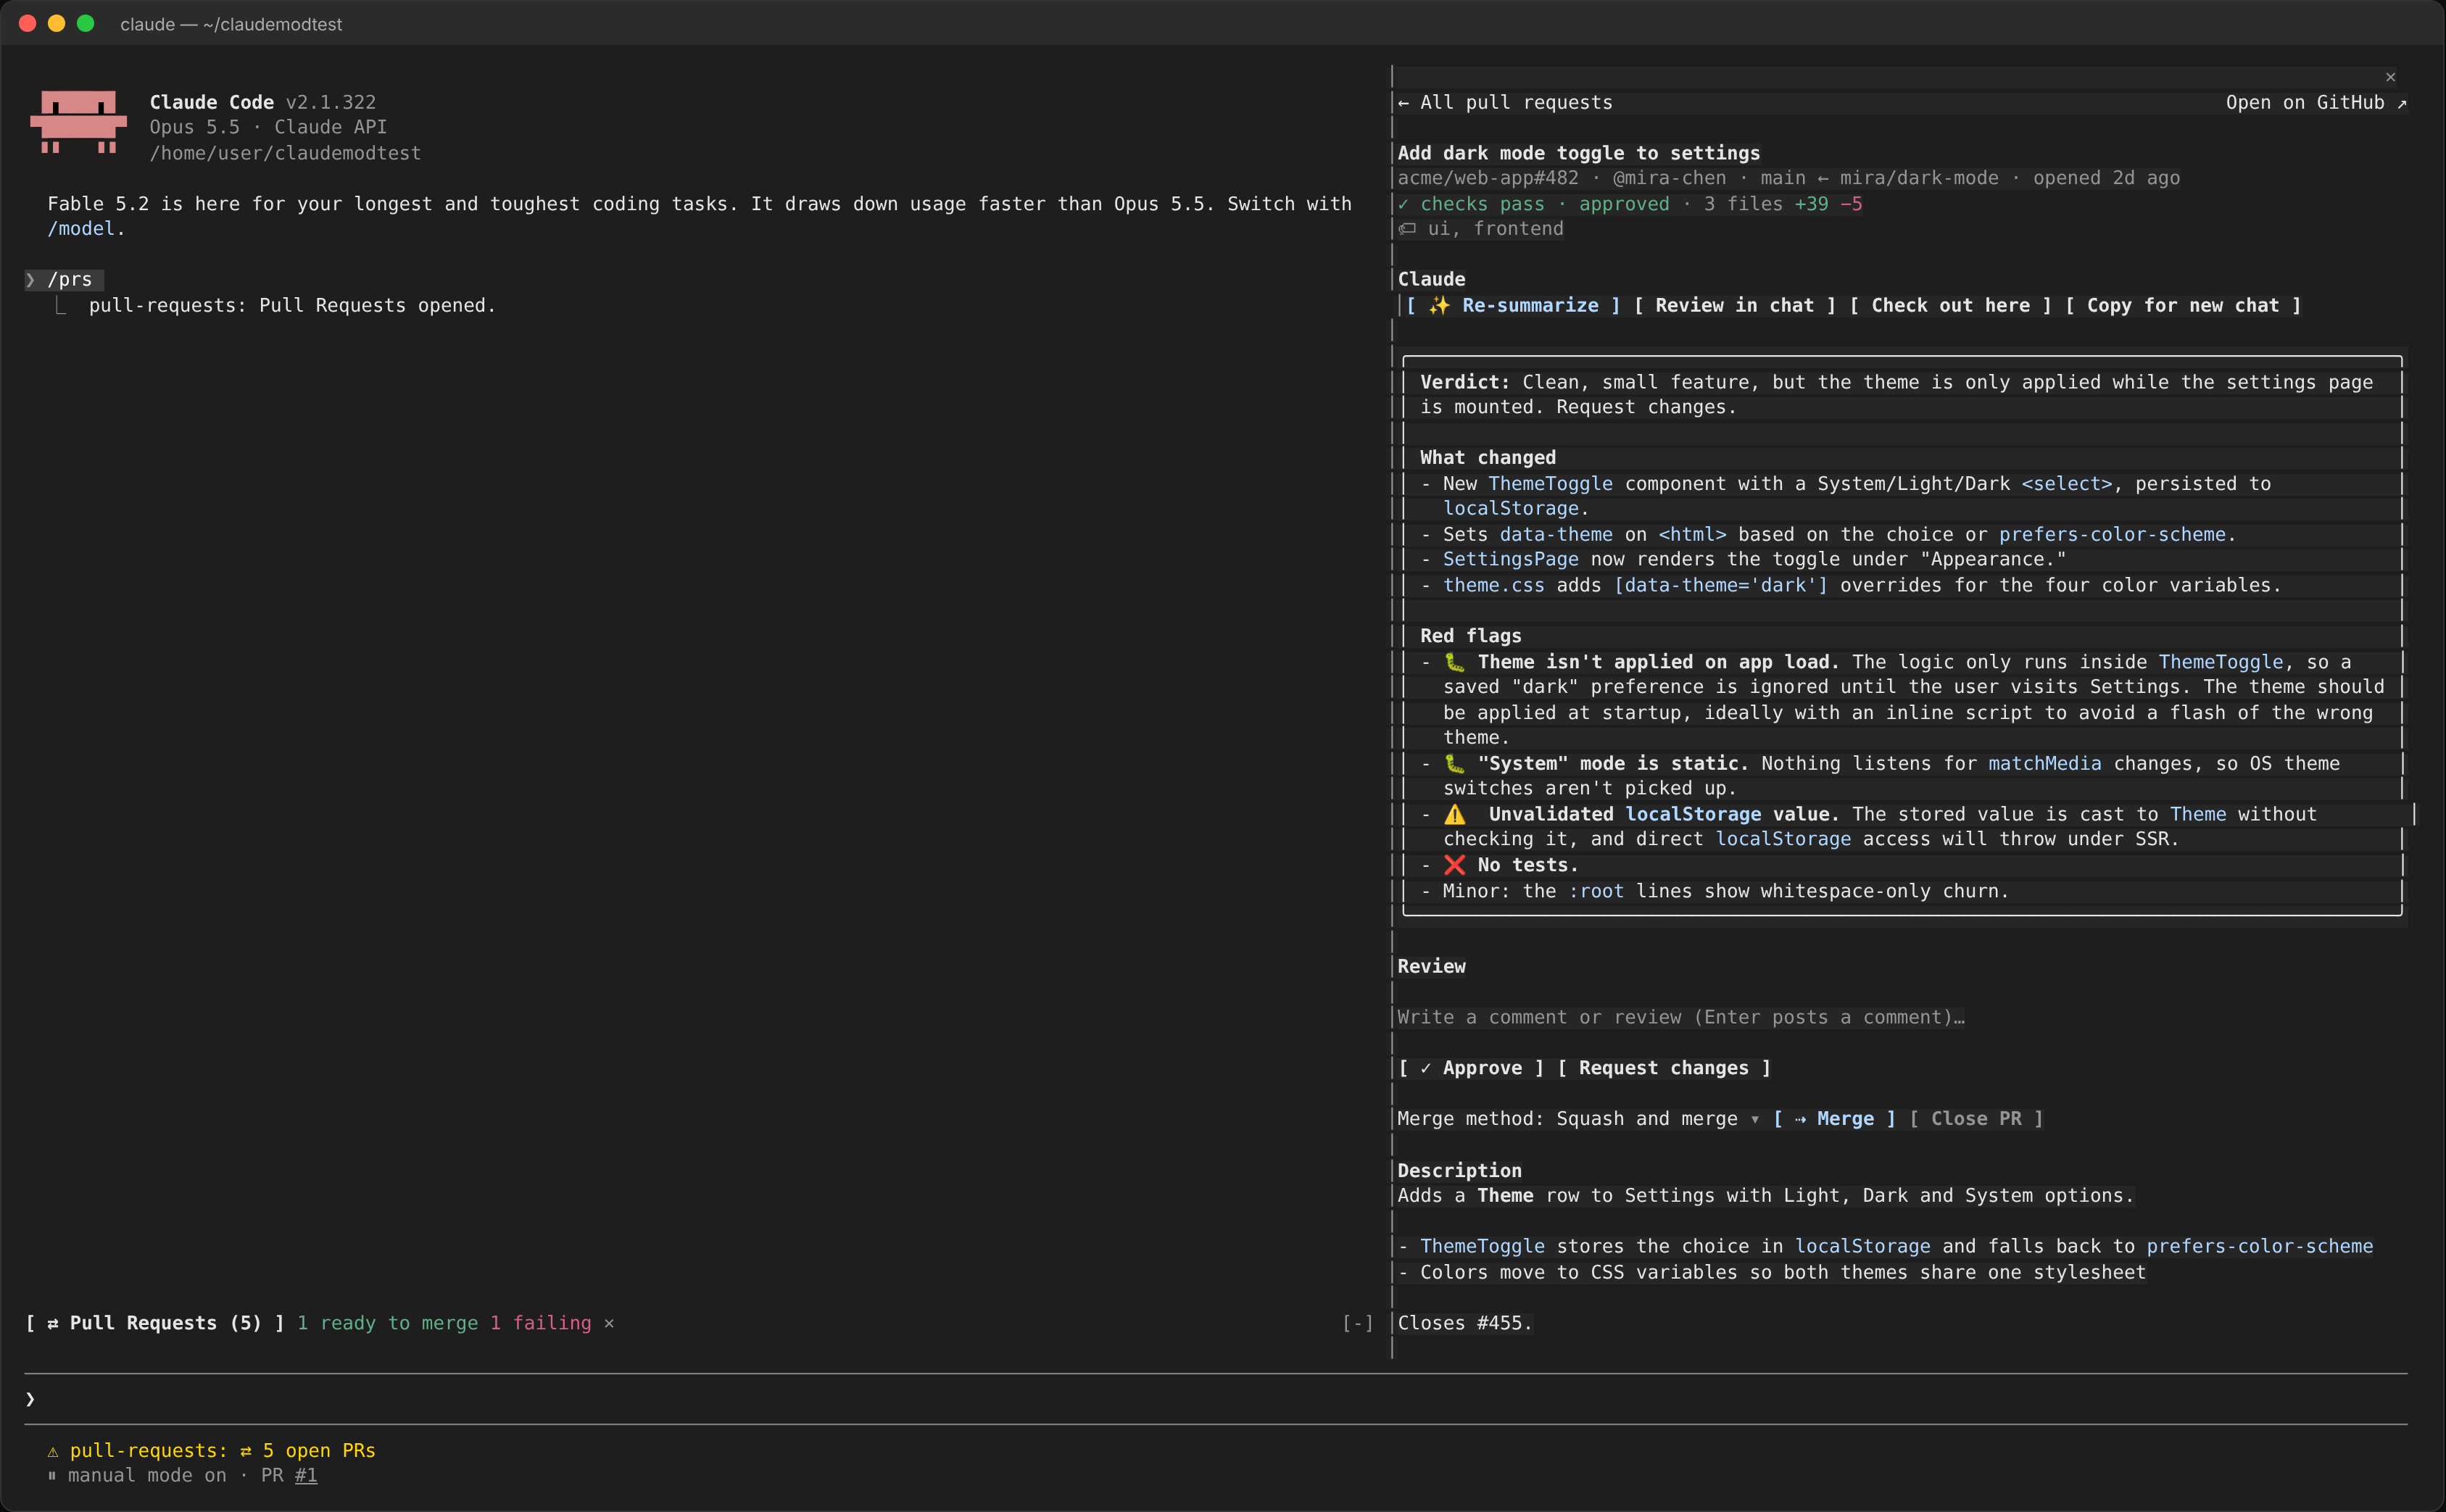 claude — ~/claudemodtest
Claude Code v2.1.322
Opus 5.5 · Claude API
/home/user/claudemodtest
Fable 5.2 is here for your longest and toughest coding tasks. It draws down usage faster than Opus 5.5. Switch with
/model.
❯ /prs
⎿ pull-requests: Pull Requests opened.
[ ⇄ Pull Requests (5) ] 1 ready to merge 1 failing ×
[-]
×
← All pull requests
Open on GitHub ↗
Add dark mode toggle to settings
acme/web-app#482 · @mira-chen · main ← mira/dark-mode · opened 2d ago
✓ checks pass · approved · 3 files +39 −5
🏷 ui, frontend
Claude
[ ✨ Re-summarize ] [ Review in chat ] [ Check out here ] [ Copy for new chat ]
Verdict: Clean, small feature, but the theme is only applied while the settings page
is mounted. Request changes.
What changed
- New ThemeToggle component with a System/Light/Dark <select>, persisted to
localStorage.
- Sets data-theme on <html> based on the choice or prefers-color-scheme.
- SettingsPage now renders the toggle under "Appearance."
- theme.css adds [data-theme='dark'] overrides for the four color variables.
Red flags
- 🐛 Theme isn't applied on app load. The logic only runs inside ThemeToggle, so a
saved "dark" preference is ignored until the user visits Settings. The theme should
be applied at startup, ideally with an inline script to avoid a flash of the wrong
theme.
- 🐛 "System" mode is static. Nothing listens for matchMedia changes, so OS theme
switches aren't picked up.
- ⚠️ Unvalidated localStorage value. The stored value is cast to Theme without
checking it, and direct localStorage access will throw under SSR.
- ❌ No tests.
- Minor: the :root lines show whitespace-only churn.
Review
Write a comment or review (Enter posts a comment)…
[ ✓ Approve ] [ Request changes ]
Merge method: Squash and merge ▾ [ ⇢ Merge ] [ Close PR ]
Description
Adds a Theme row to Settings with Light, Dark and System options.
- ThemeToggle stores the choice in localStorage and falls back to prefers-color-scheme
- Colors move to CSS variables so both themes share one stylesheet
Closes #455.
❯
⚠ pull-requests: ⇄ 5 open PRs
⏸ manual mode on · PR #1